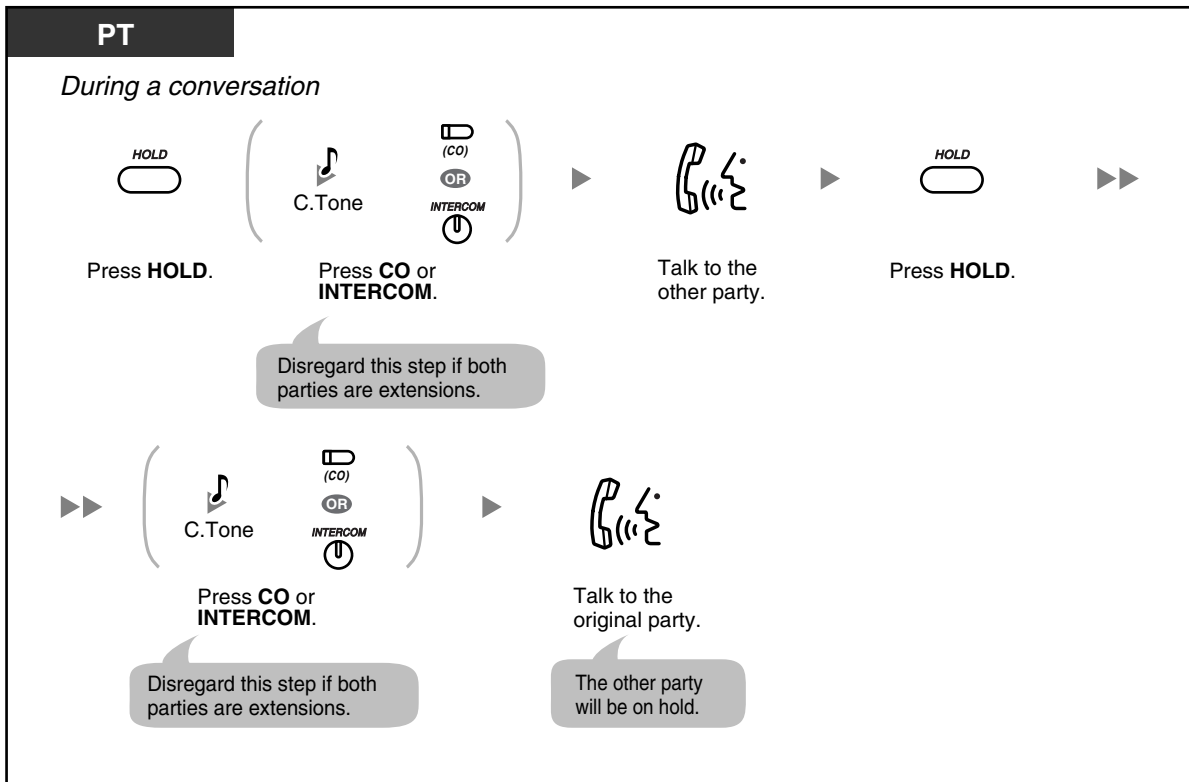 PT
During a conversation
HOLD
C.Tone
(CO)
OR
INTERCOM
HOLD
Press HOLD.
Press CO or
INTERCOM.
Talk to the
other party.
Press HOLD.
Disregard this step if both
parties are extensions.
C.Tone
(CO)
OR
INTERCOM
Press CO or
INTERCOM.
Talk to the
original party.
Disregard this step if both
parties are extensions.
The other party
will be on hold.